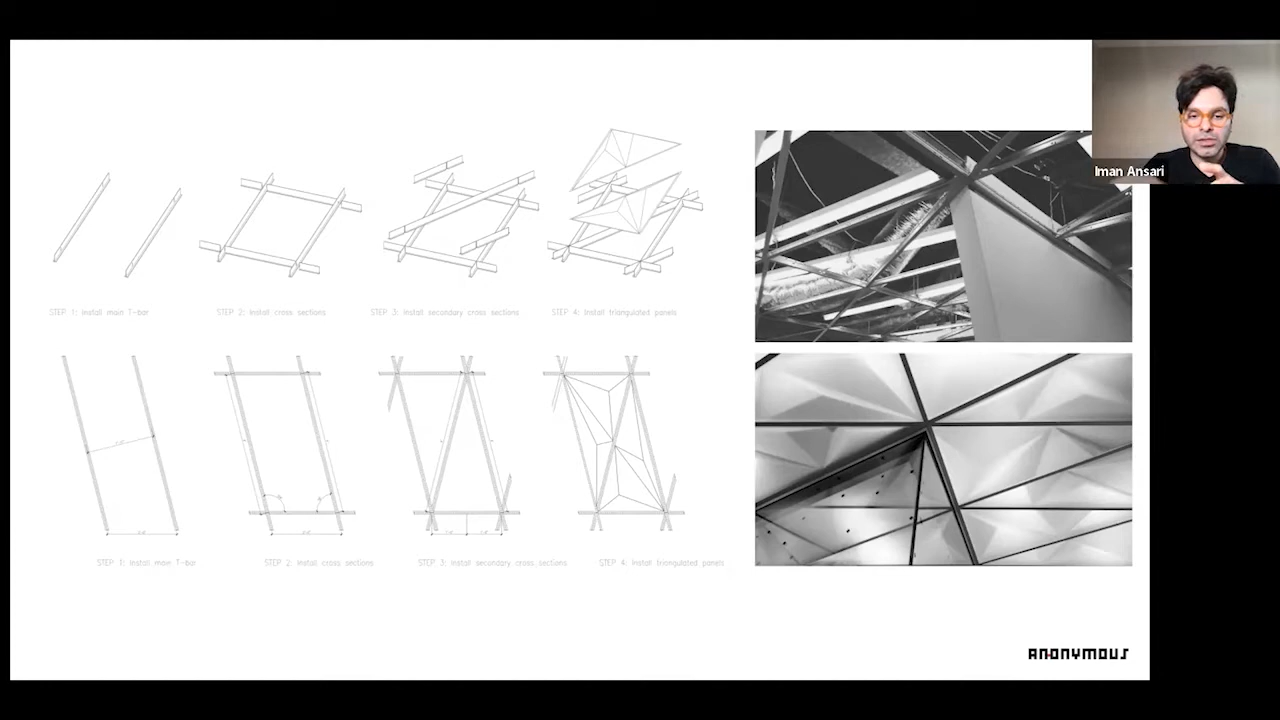 Iman Ansari
STEP 1: Install main T-bar
STEP 2: Install cross sections
STEP 3: Install secondary cross sections
STEP 4: Install triangulated panels
STEP 1: Install main T-bar
STEP 2: Install cross sections
STEP 3: Install secondary cross sections
STEP 4: Install triangulated panels
ANONYMOUS